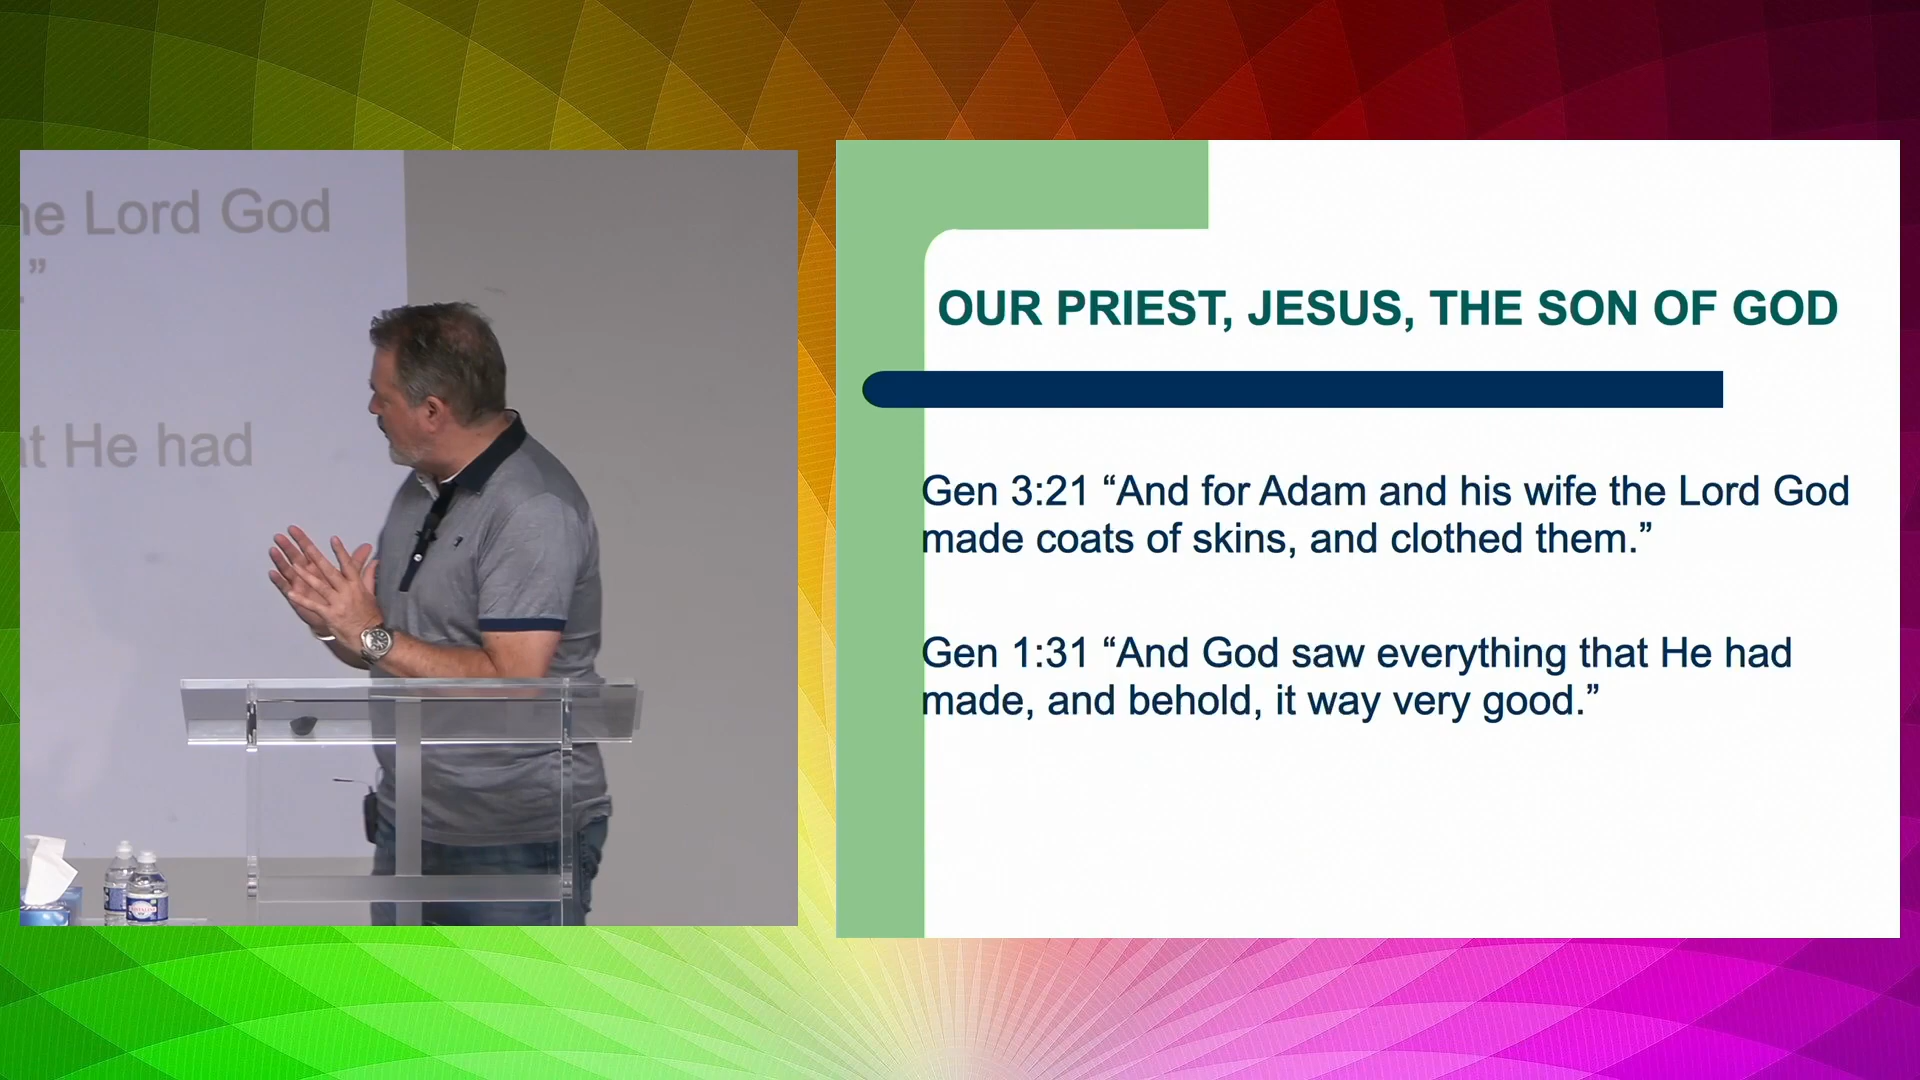 he Lord God
.”
at He had
OUR PRIEST, JESUS, THE SON OF GOD
Gen 3:21 “And for Adam and his wife the Lord God
made coats of skins, and clothed them.”
Gen 1:31 “And God saw everything that He had
made, and behold, it way very good.”